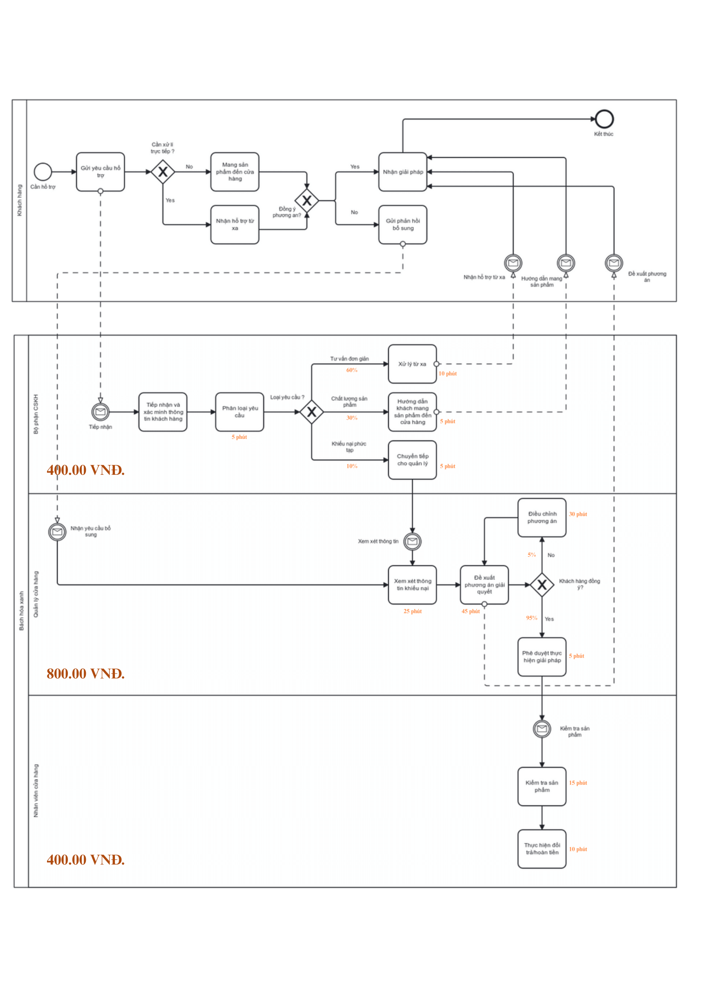 Khách hàng
Cần hỗ trợ
Gửi yêu cầu hỗ
trợ
Cần xử lí
trực tiếp ?
No
Yes
Mang sản
phẩm đến cửa
hàng
Nhận hỗ trợ từ
xa
Đồng ý
phương an?
Yes
No
Nhận giải pháp
Gửi phản hồi
bổ sung
Kết thúc
Nhận hỗ trợ từ xa
Hướng dẫn mang
sản phẩm
Đề xuất phương
án
Bách hóa xanh
Bộ phận CSKH
Tiếp nhận
Tiếp nhận và
xác minh thông
tin khách hàng
Phân loại yêu
cầu
5 phút
Loại yêu cầu ?
Tư vấn đơn giản
60%
Xử lý từ xa
10 phút
Chất lượng sản
phẩm
30%
Hướng dẫn
khách mang
sản phẩm đến
cửa hàng
5 phút
Khiếu nại phức
tạp
10%
Chuyển tiếp
cho quản lý
5 phút
400.00 VNĐ.
Quản lý cửa hàng
Nhận yêu cầu bổ
sung
Xem xét thông tin
Xem xét thông
tin khiếu nại
25 phút
Đề xuất
phương án giải
quyết
45 phút
Điều chỉnh
phương án
30 phút
5%
No
Khách hàng đồng
ý?
95%
Yes
Phê duyệt thực
hiện giải pháp
5 phút
800.00 VNĐ.
Nhân viên cửa hàng
Kiểm tra sản
phẩm
Kiểm tra sản
phẩm
15 phút
Thực hiện đổi
trả/hoàn tiền
10 phút
400.00 VNĐ.